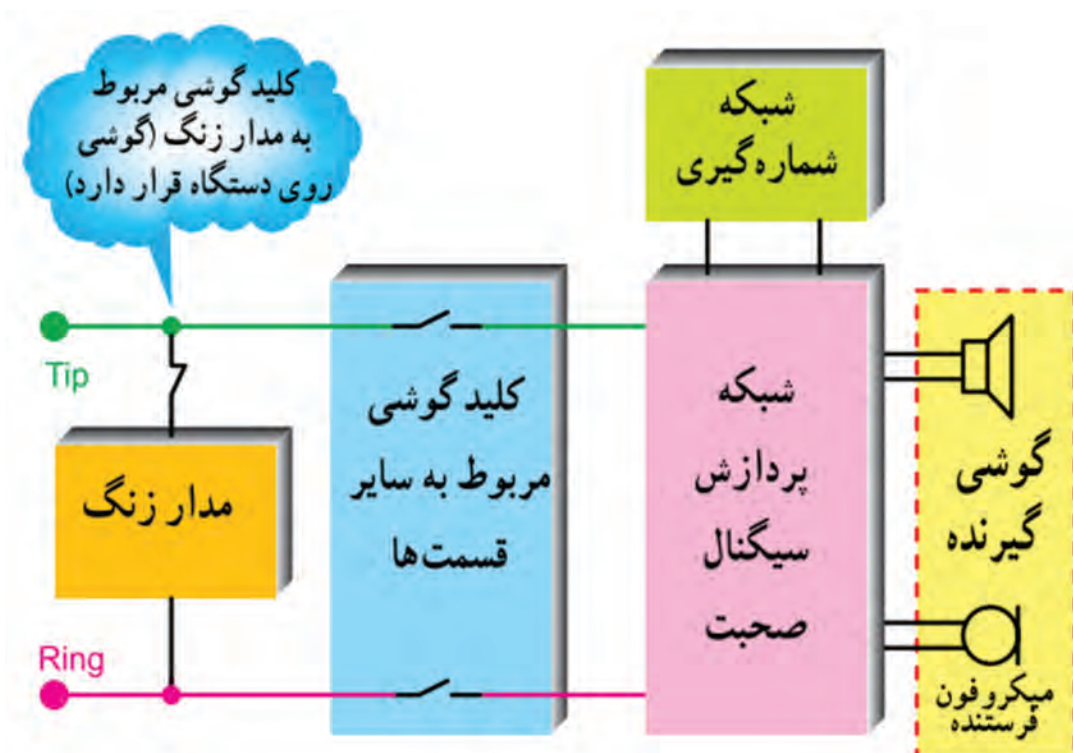 کلید گوشی مربوط
به مدار زنگ (گوشی
روی دستگاه قرار دارد)
شبکه
شماره‌گیری
Tip
مدار زنگ
Ring
کلید گوشی
مربوط به سایر
قسمت‌ها
شبکه
پردازش
سیگنال
صحبت
گوشی
گیرنده
میکروفون
فرستنده